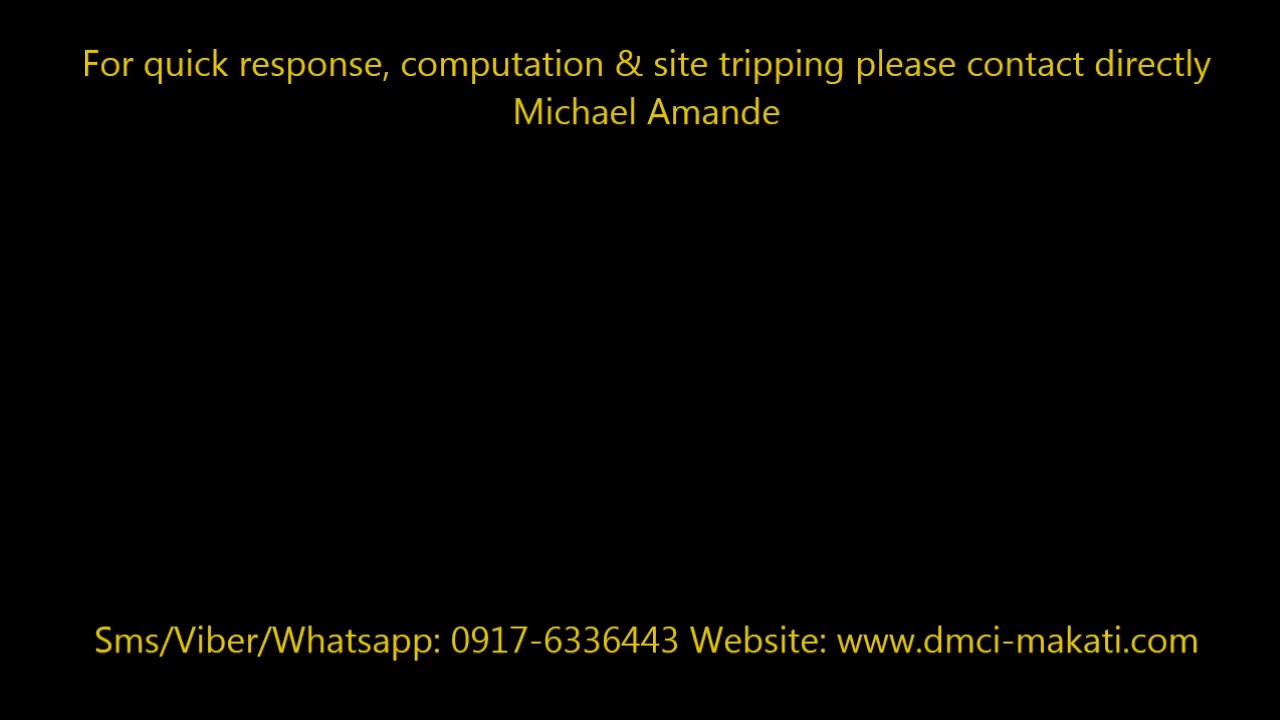 For quick response, computation & site tripping please contact directly
Michael Amande
Sms/Viber/Whatsapp: 0917-6336443 Website: www.dmci-makati.com